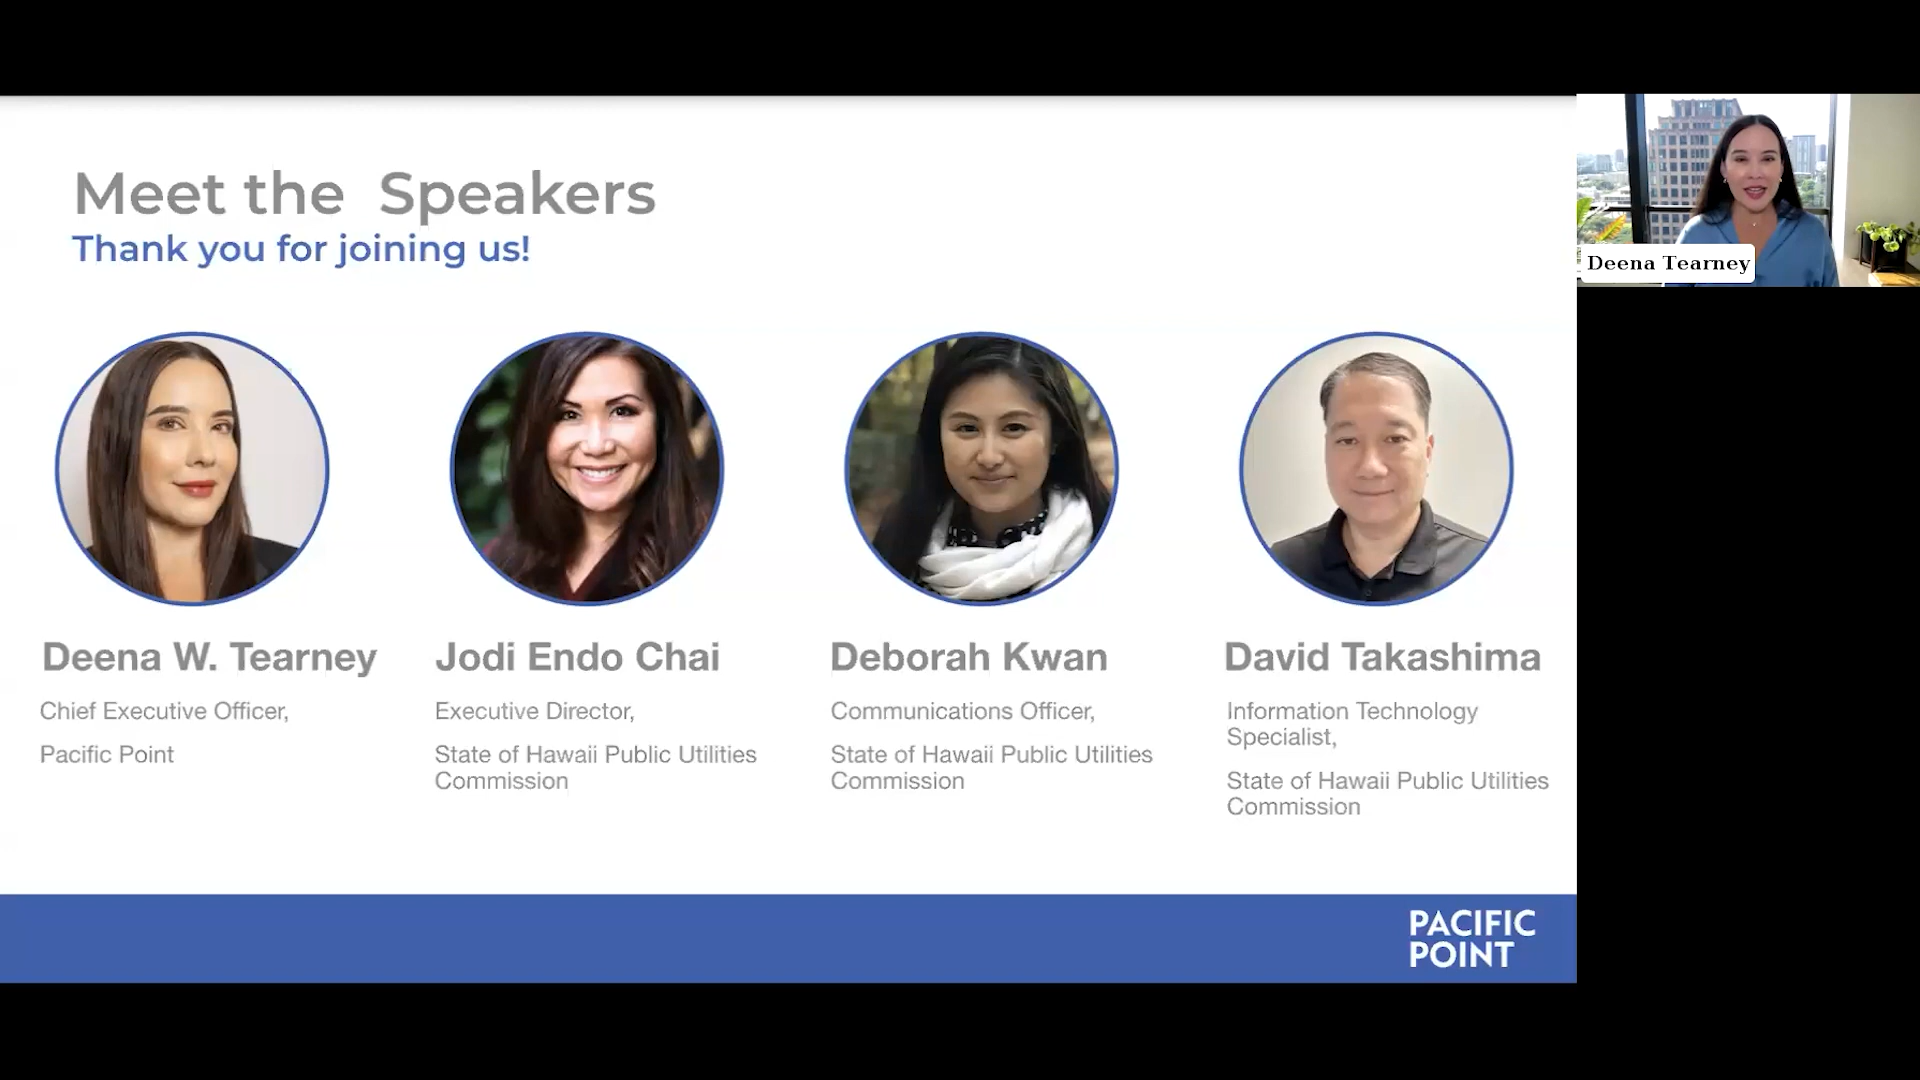 Meet the Speakers
Thank you for joining us!
Deena Tearney
Deena W. Tearney
Chief Executive Officer,
Pacific Point
Jodi Endo Chai
Executive Director,
State of Hawaii Public Utilities
Commission
Deborah Kwan
Communications Officer,
State of Hawaii Public Utilities
Commission
David Takashima
Information Technology
Specialist,
State of Hawaii Public Utilities
Commission
PACIFIC
POINT